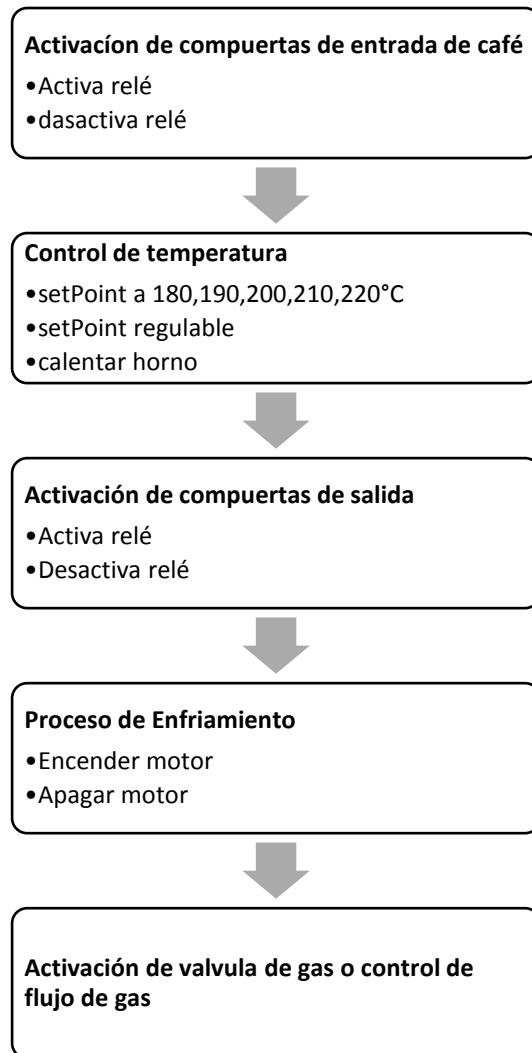 Activacíon de compuertas de entrada de café
•Activa relé
•dasactiva relé
Control de temperatura
•setPoint a 180,190,200,210,220°C
•setPoint regulable
•calentar horno
Activación de compuertas de salida
•Activa relé
•Desactiva relé
Proceso de Enfriamiento
•Encender motor
•Apagar motor
Activación de valvula de gas o control de
flujo de gas